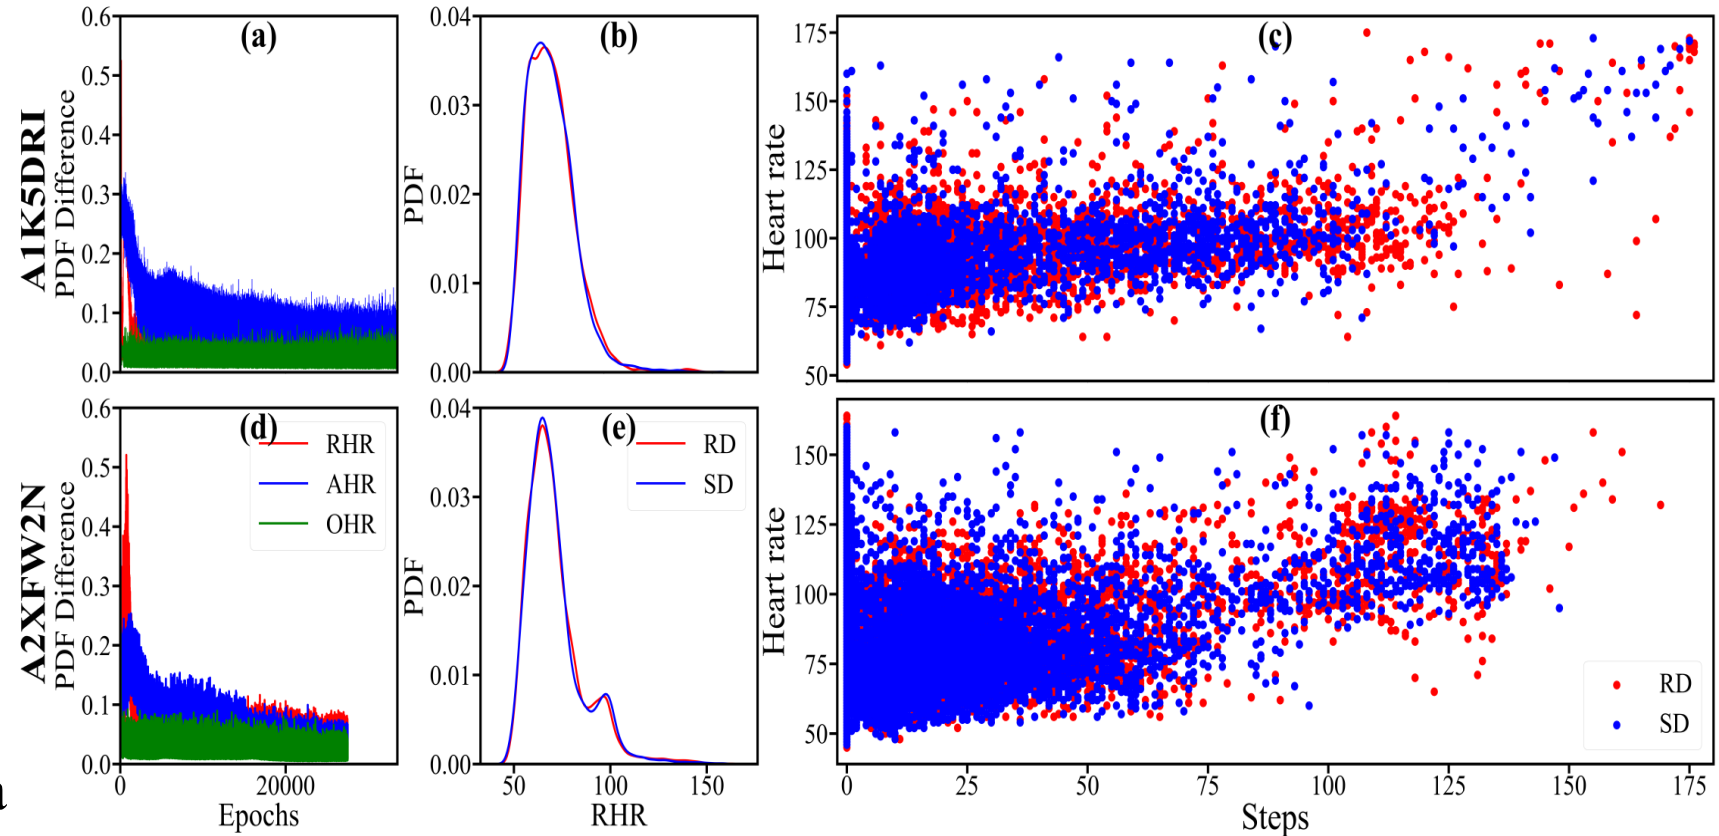 A1K5DRI
PDF Difference
0.6
0.5
0.4
0.3
0.2
0.1
0.0
(a)
PDF
0.04
0.03
0.02
0.01
0.00
(b)
Heart rate
175
150
125
100
75
50
(c)
A2XFW2N
PDF Difference
0.6
0.5
0.4
0.3
0.2
0.1
0.0
(d)
RHR
AHR
OHR
0 20000
Epochs
PDF
0.04
0.03
0.02
0.01
0.00
(e)
RD
SD
50 100 150
RHR
Heart rate
150
125
100
75
50
(f)
RD
SD
0 25 50 75 100 125 150 175
Steps
a